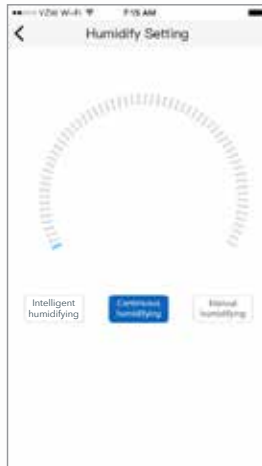 VZW Wi-Fi 7:15 AM
Humidify Setting
Intelligent
humidifying
Continuous
humidifying
humidifying